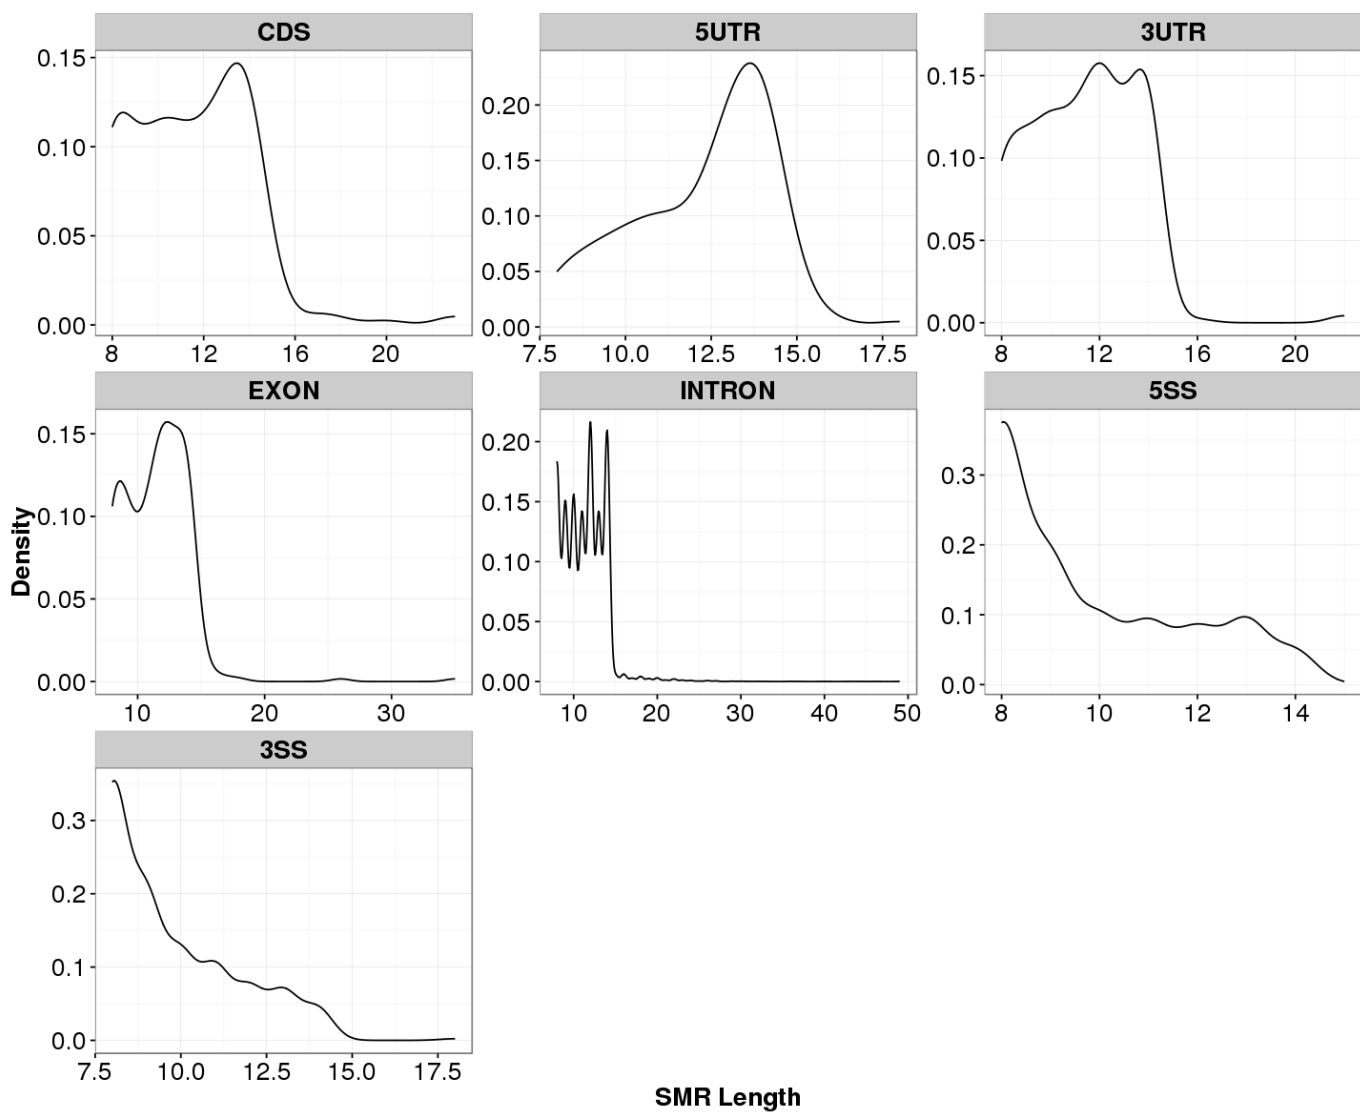 CDS 5UTR 3UTR
0.15 0.10 0.05 0.00
8 12 16 20
0.20 0.15 0.10 0.05 0.00
7.5 10.0 12.5 15.0 17.5
0.15 0.10 0.05 0.00
8 12 16 20
EXON INTRON 5SS
Density
0.15 0.10 0.05 0.00
10 20 30
0.20 0.15 0.10 0.05 0.00
10 20 30 40 50
0.3 0.2 0.1 0.0
8 10 12 14
3SS
0.3 0.2 0.1 0.0
7.5 10.0 12.5 15.0 17.5
SMR Length